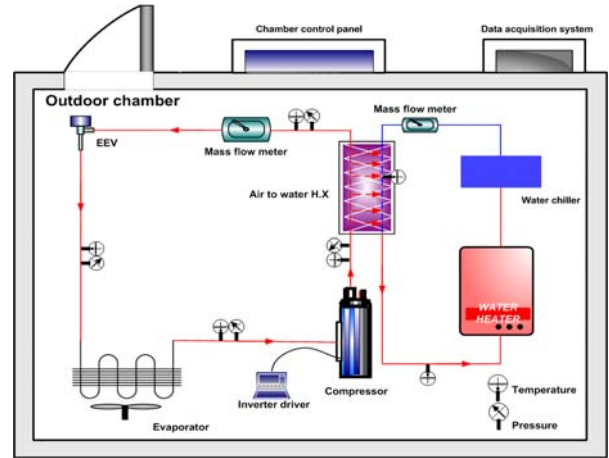 Chamber control panel
Data acquisition system
Outdoor chamber
Mass flow meter
EEV
Mass flow meter
Air to water H.X
Water chiller
WATER
HEATER
Temperature
Compressor
Inverter driver
Evaporator
Pressure